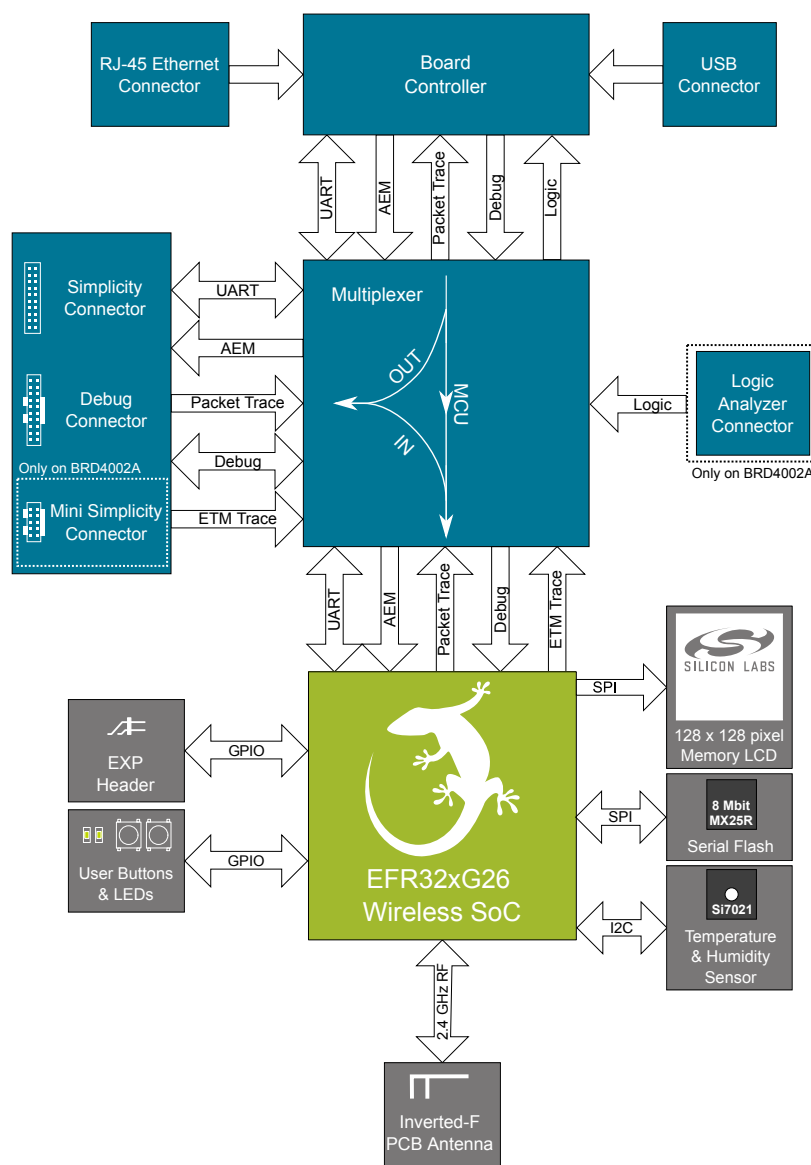 RJ-45 Ethernet
Connector
Board
Controller
USB
Connector
UART
AEM
Packet Trace
Debug
Logic
Simplicity
Connector
Debug
Connector
Only on BRD4002A
Mini Simplicity
Connector
UART
AEM
Packet Trace
Debug
ETM Trace
Multiplexer
OUT
MCU
IN
Logic
Logic
Analyzer
Connector
Only on BRD4002A
UART
AEM
Packet Trace
Debug
ETM Trace
EXP
Header
GPIO
User Buttons
& LEDs
GPIO
EFR32xG26
Wireless SoC
SPI
SILICON LABS
128 x 128 pixel
Memory LCD
SPI
8 Mbit
MX25R
Serial Flash
I2C
Si7021
Temperature
& Humidity
Sensor
2.4 GHz RF
Inverted-F
PCB Antenna